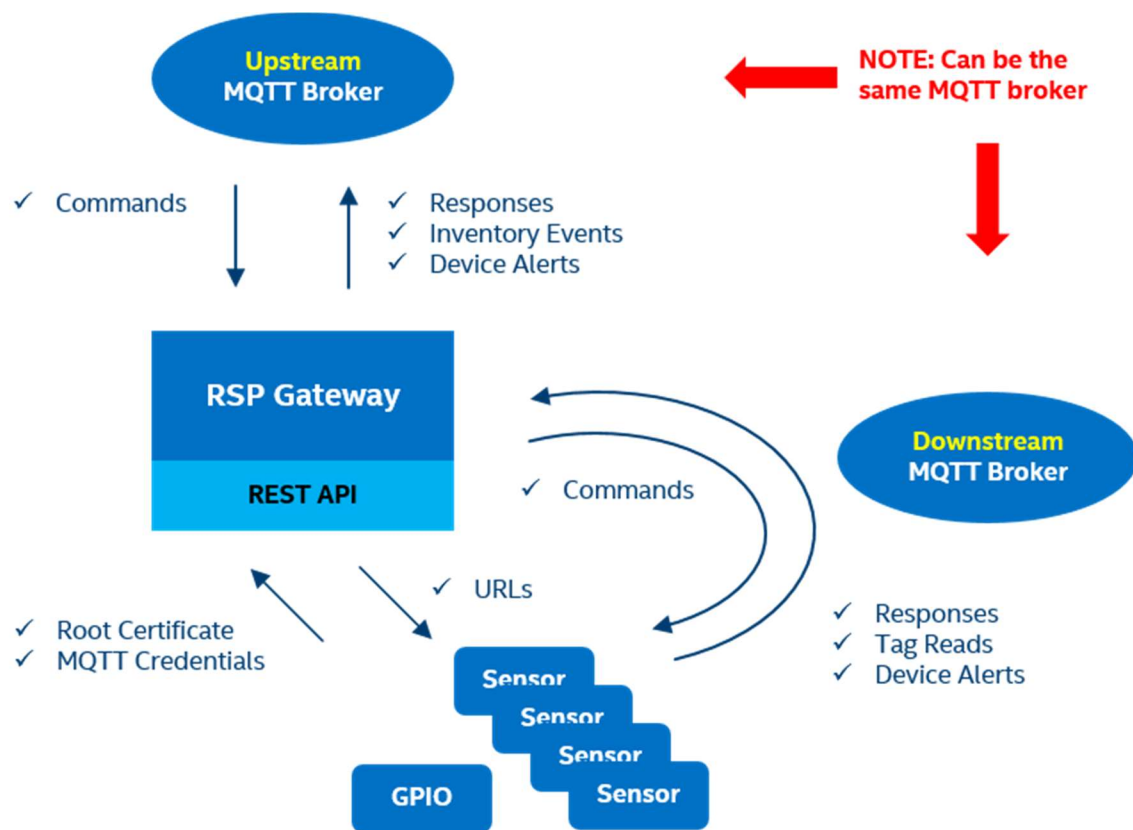 Upstream
MQTT Broker
NOTE: Can be the
same MQTT broker
✓ Commands
✓ Responses
✓ Inventory Events
✓ Device Alerts
RSP Gateway
REST API
Downstream
MQTT Broker
✓ Commands
✓ URLs
✓ Root Certificate
✓ MQTT Credentials
✓ Responses
✓ Tag Reads
✓ Device Alerts
Sensor
Sensor
Sensor
Sensor
GPIO